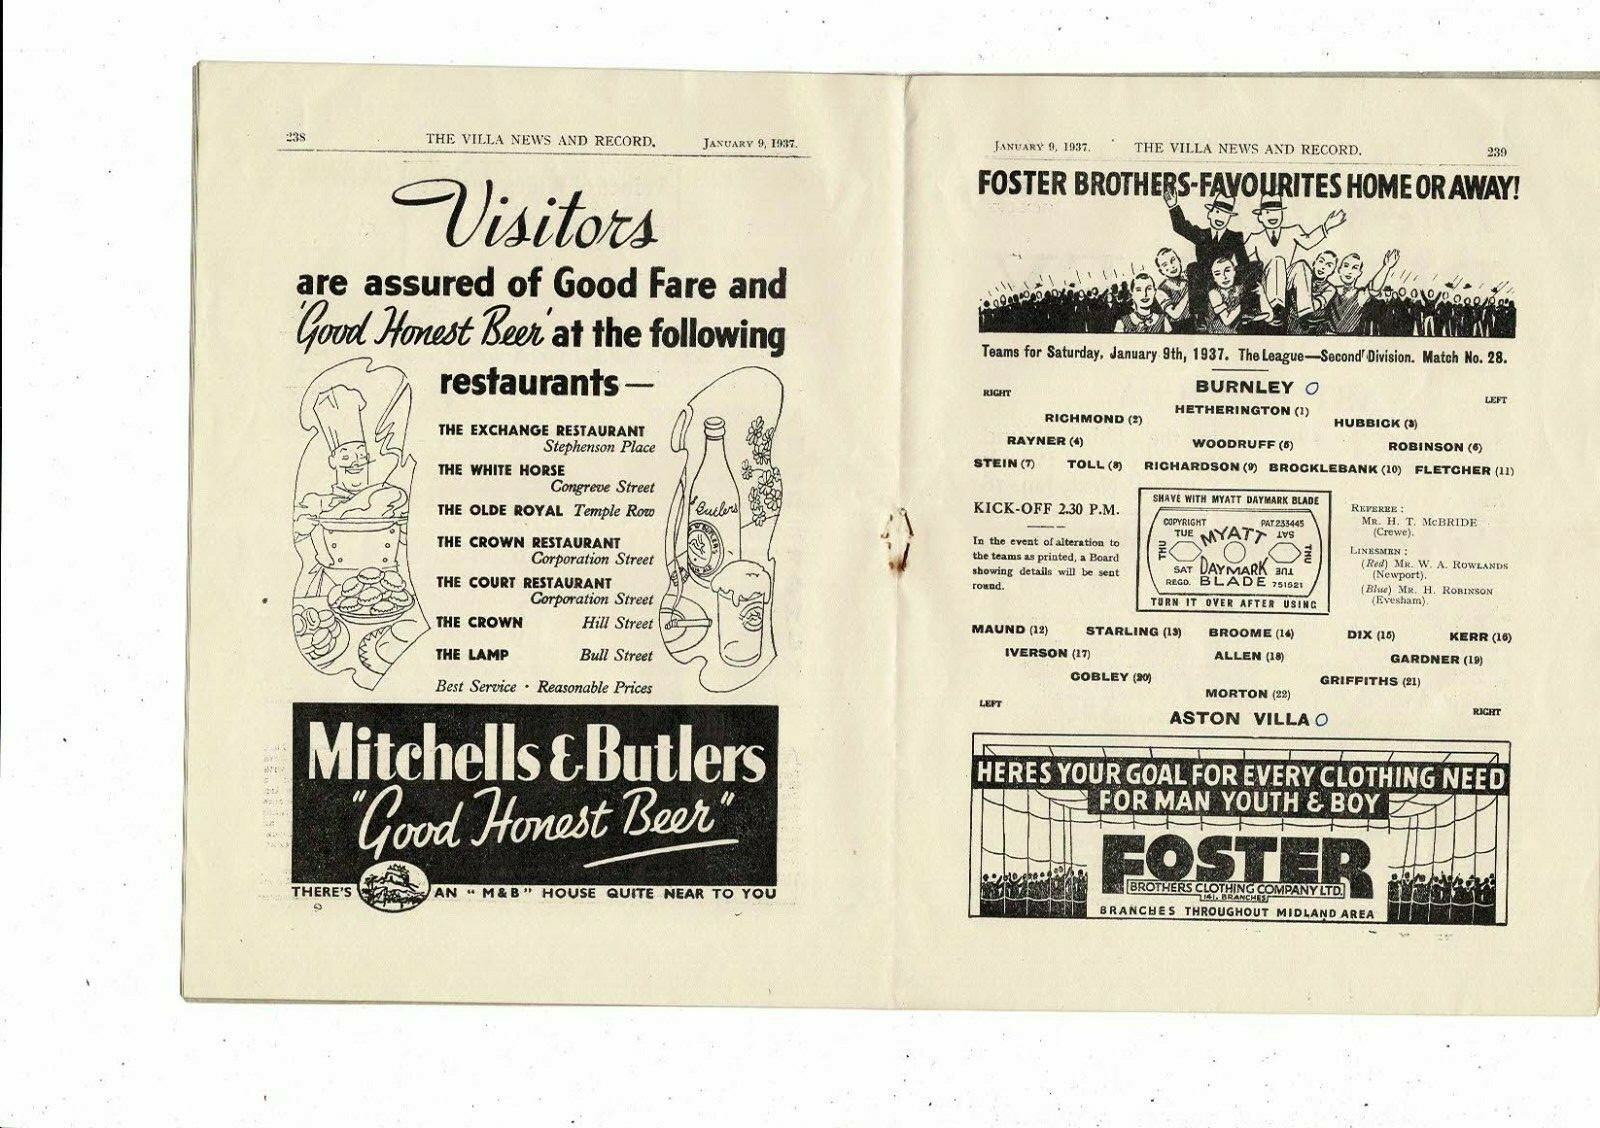 238 THE VILLA NEWS AND RECORD. JANUARY 9, 1937.
Visitors
are assured of Good Fare and
'Good Honest Beer' at the following
restaurants—
THE EXCHANGE RESTAURANT
Stephenson Place
THE WHITE HORSE
Congreve Street
THE OLDE ROYAL Temple Row
THE CROWN RESTAURANT
Corporation Street
THE COURT RESTAURANT
Corporation Street
THE CROWN Hill Street
THE LAMP Bull Street
Best Service · Reasonable Prices
Butlers
Mitchells & Butlers
"Good Honest Beer"
THERE'S AN "M&B" HOUSE QUITE NEAR TO YOU
JANUARY 9, 1937. THE VILLA NEWS AND RECORD. 239
FOSTER BROTHERS-FAVOURITES HOME OR AWAY!
Teams for Saturday, January 9th, 1937. The League—Second Division. Match No. 28.
RIGHT BURNLEY O LEFT
HETHERINGTON (1)
RICHMOND (2) HUBBICK (3)
RAYNER (4) WOODRUFF (5) ROBINSON (6)
STEIN (7) TOLL (8) RICHARDSON (9) BROCKLEBANK (10) FLETCHER (11)
KICK-OFF 2.30 P.M.
In the event of alteration to
the teams as printed, a Board
showing details will be sent
round.
SHAVE WITH MYATT DAYMARK BLADE
COPYRIGHT PAT.233445
TUE MYATT SAT
THU THU
SAT DAYMARK TUE
REGD. BLADE 751521
TURN IT OVER AFTER USING
REFEREE :
MR. H. T. McBRIDE
(Crewe).
LINESMEN :
(Red) MR. W. A. ROWLANDS
(Newport).
(Blue) MR. H. ROBINSON
(Evesham).
MAUND (12) STARLING (13) BROOME (14) DIX (15) KERR (16)
IVERSON (17) ALLEN (18) GARDNER (19)
COBLEY (20) GRIFFITHS (21)
MORTON (22)
LEFT ASTON VILLA O RIGHT
HERES YOUR GOAL FOR EVERY CLOTHING NEED
FOR MAN YOUTH & BOY
FOSTER
BROTHERS CLOTHING COMPANY LTD.
141, BRANCHES
BRANCHES THROUGHOUT MIDLAND AREA